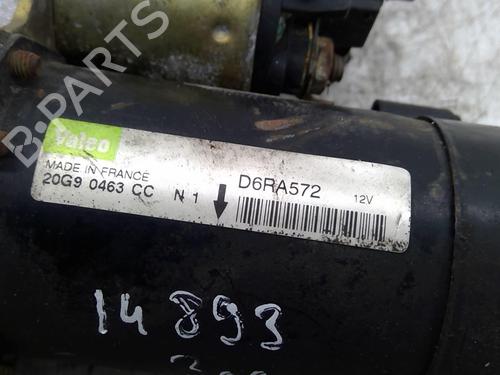 B-PARTS
Valeo
MADE IN FRANCE
20G9 0463 CC N 1
D6RA572
12V
14893